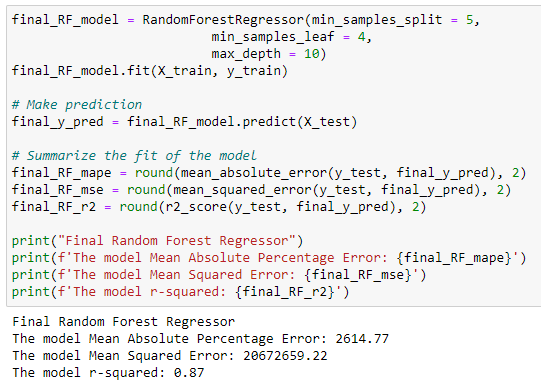 final_RF_model = RandomForestRegressor(min_samples_split = 5,
min_samples_leaf = 4,
max_depth = 10)
final_RF_model.fit(X_train, y_train)
# Make prediction
final_y_pred = final_RF_model.predict(X_test)
# Summarize the fit of the model
final_RF_mape = round(mean_absolute_error(y_test, final_y_pred), 2)
final_RF_mse = round(mean_squared_error(y_test, final_y_pred), 2)
final_RF_r2 = round(r2_score(y_test, final_y_pred), 2)
print("Final Random Forest Regressor")
print(f'The model Mean Absolute Percentage Error: {final_RF_mape}')
print(f'The model Mean Squared Error: {final_RF_mse}')
print(f'The model r-squared: {final_RF_r2}')
Final Random Forest Regressor
The model Mean Absolute Percentage Error: 2614.77
The model Mean Squared Error: 20672659.22
The model r-squared: 0.87